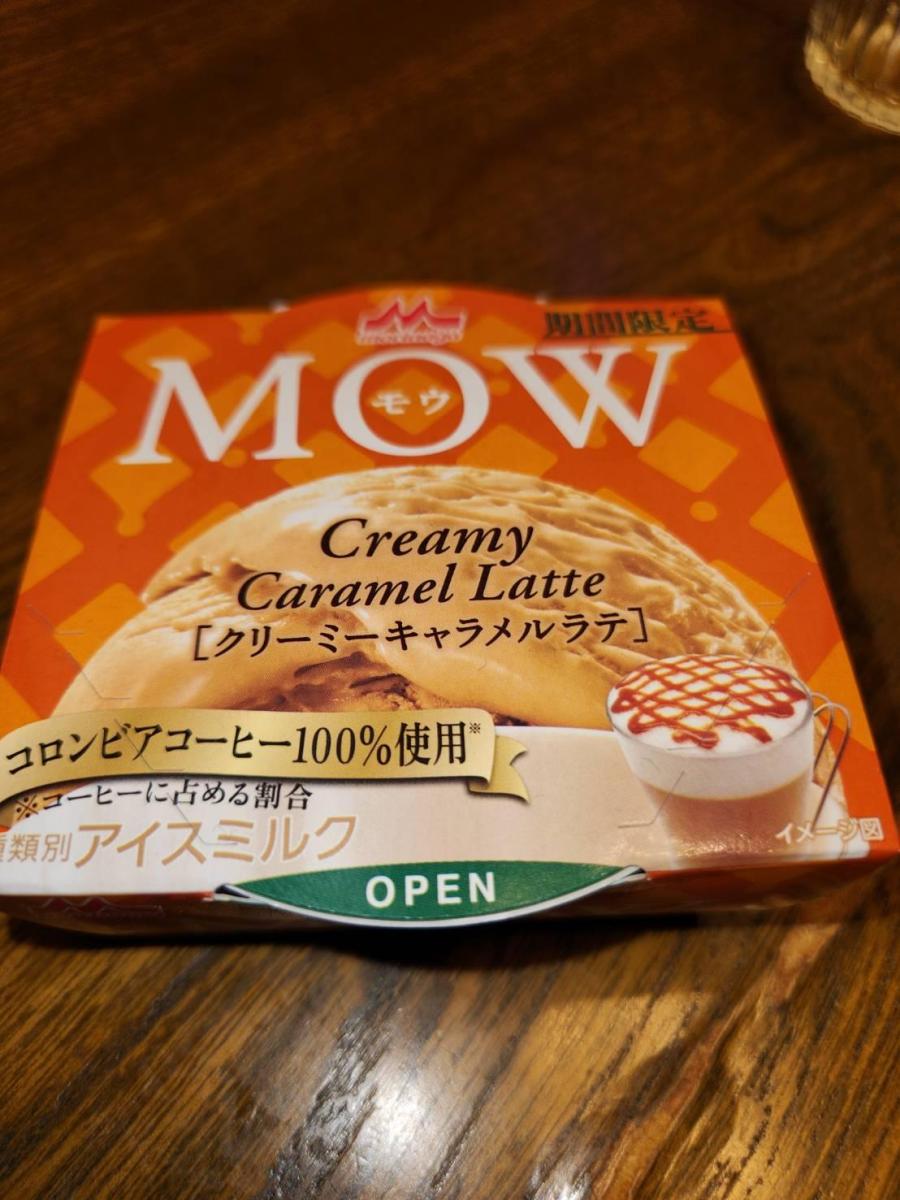 期間限定
MOW
モウ
Creamy
Caramel Latte
[クリーミーキャラメルラテ]
コロンビアコーヒー100%使用※
※コーヒーに占める割合
類別 アイスミルク
イメージ図
OPEN